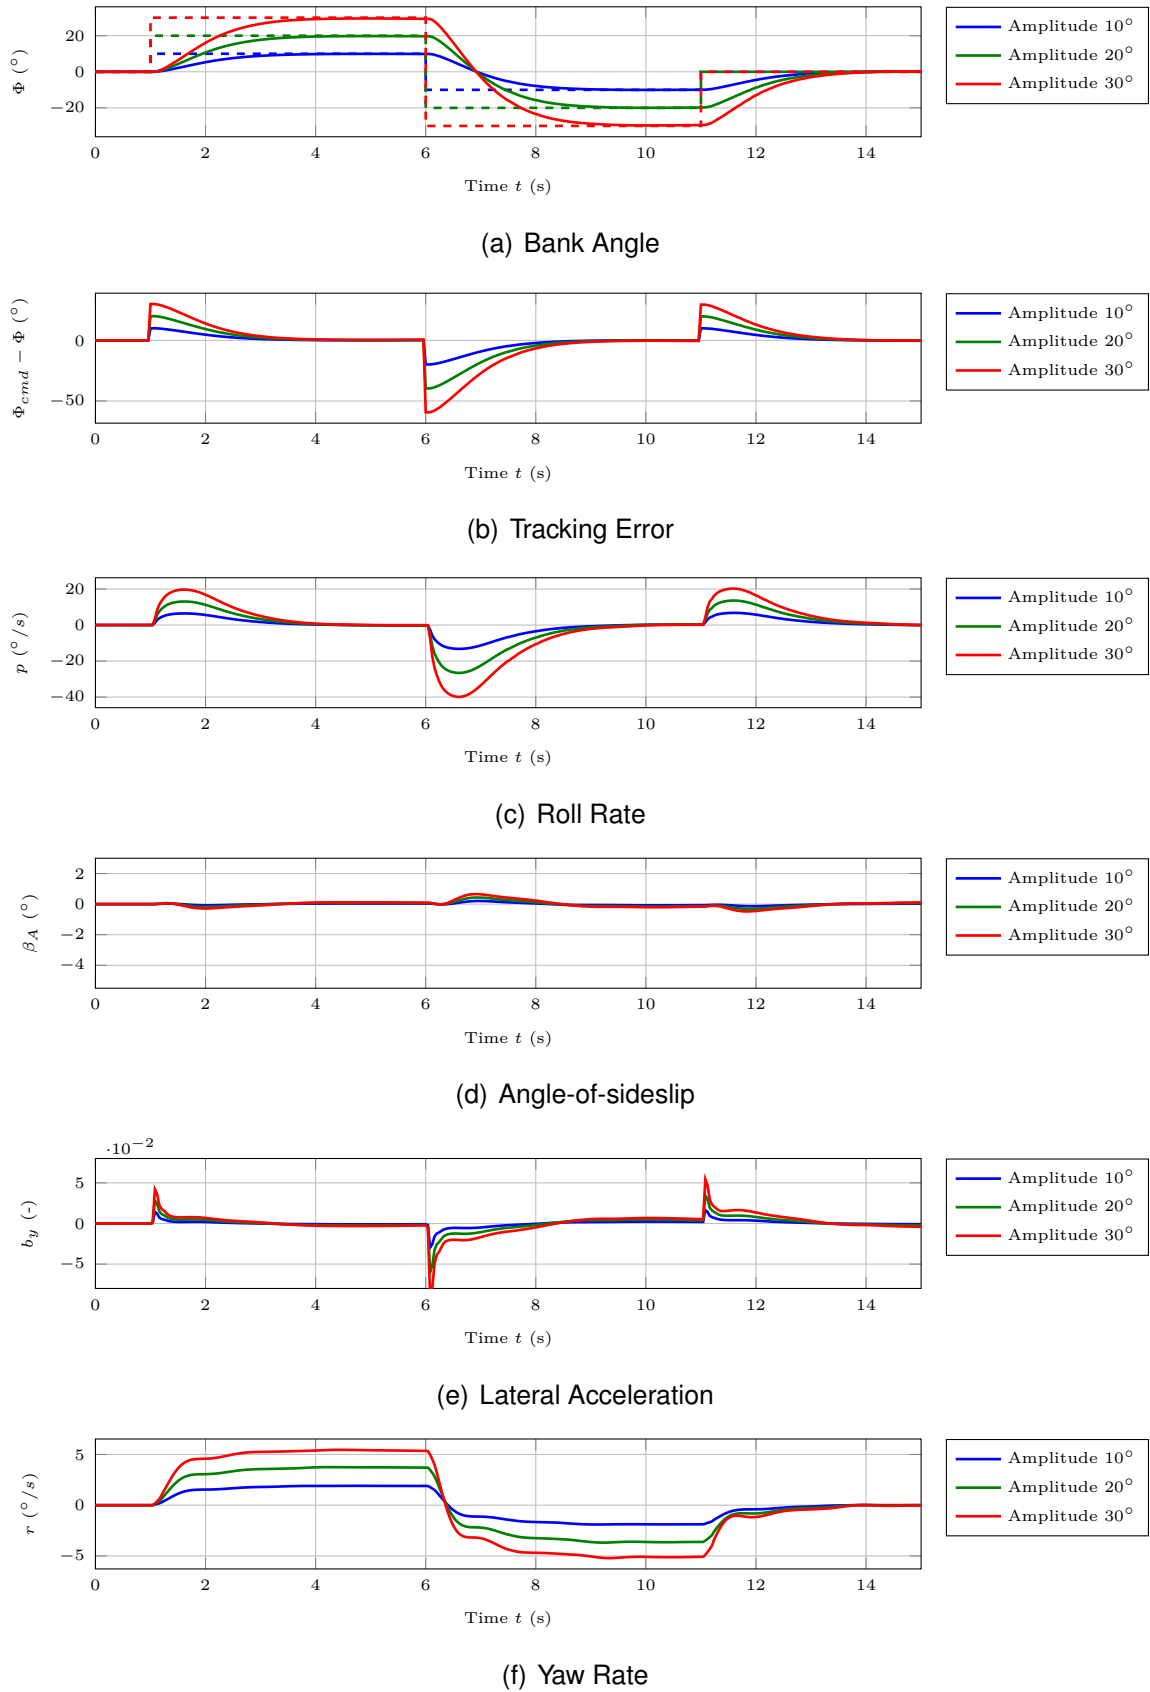 20
0
−20
Φ (°)
0 2 4 6 8 10 12 14
Time t (s)
Amplitude 10°
Amplitude 20°
Amplitude 30°
(a) Bank Angle
0
−50
Φcmd − Φ (°)
0 2 4 6 8 10 12 14
Time t (s)
Amplitude 10°
Amplitude 20°
Amplitude 30°
(b) Tracking Error
20
0
−20
−40
p (°/s)
0 2 4 6 8 10 12 14
Time t (s)
Amplitude 10°
Amplitude 20°
Amplitude 30°
(c) Roll Rate
2
0
−2
−4
βA (°)
0 2 4 6 8 10 12 14
Time t (s)
Amplitude 10°
Amplitude 20°
Amplitude 30°
(d) Angle-of-sideslip
·10−2
5
0
−5
by (-)
0 2 4 6 8 10 12 14
Time t (s)
Amplitude 10°
Amplitude 20°
Amplitude 30°
(e) Lateral Acceleration
5
0
−5
r (°/s)
0 2 4 6 8 10 12 14
Time t (s)
Amplitude 10°
Amplitude 20°
Amplitude 30°
(f) Yaw Rate